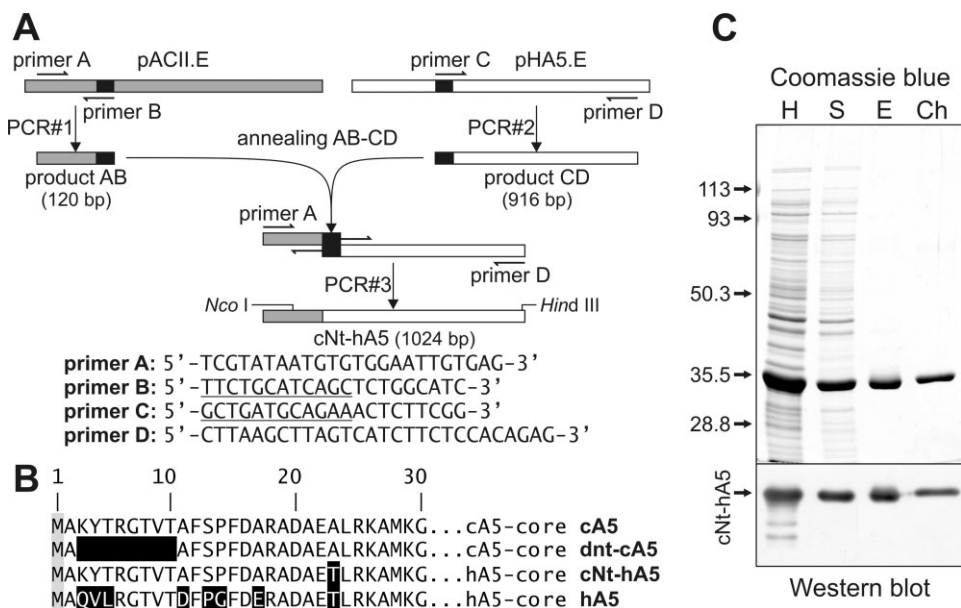 A
primer A
pACII.E
primer C
pHA5.E
primer B
primer D
PCR#1
annealing AB-CD
PCR#2
product AB
(120 bp)
product CD
(916 bp)
primer A
primer D
PCR#3
Nco I
Hind III
cNt-hA5 (1024 bp)
primer A: 5'-TCGTATAATGTGTGGAATTGTGAG-3'
primer B: 5'-TTCTGCATCAGCTCTGGCATC-3'
primer C: 5'-GCTGATGCAGAAACTCTTCGG-3'
primer D: 5'-CTTAAGCTTAGTCATCTTCTCCACAGAG-3'
B
1 10 20 30
MAKYTRGTVTAFSPFDARADAEALRKAMKG...cA5-core cA5
MA AFSPFDARADAEALRKAMKG...cA5-core dnt-cA5
MAKYTRGTVTAFSPFDARADAETLRKAMKG...hA5-core cNt-hA5
MAQVLRGTVTDFPGFDERADAETLRKAMKG...hA5-core hA5
C
Coomassie blue
H S E Ch
113
93
50.3
35.5
28.8
cNt-hA5
Western blot